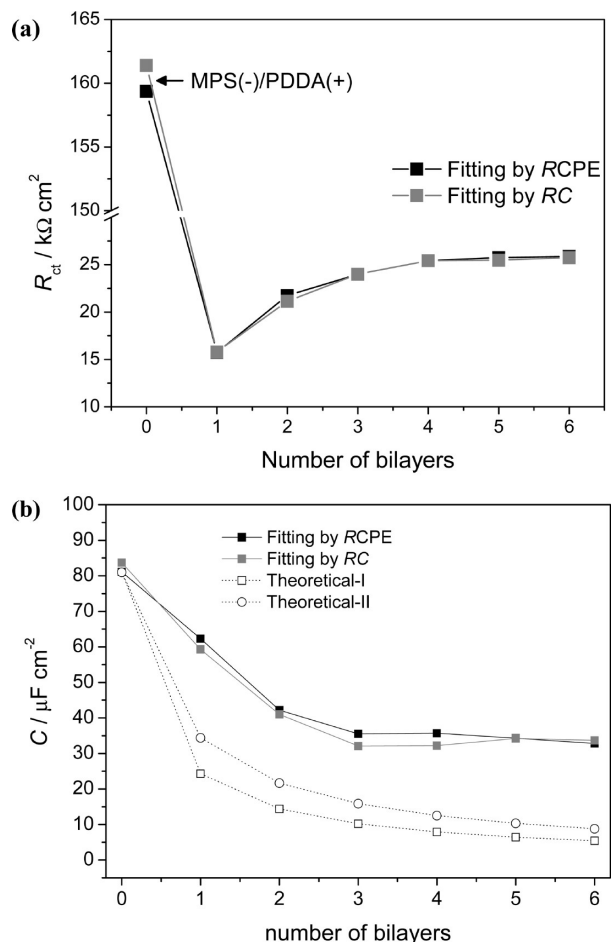 (a)
165
160
155
150
25
20
15
10
R_ct / kΩ cm²
MPS(-)/PDDA(+)
Fitting by RCPE
Fitting by RC
0 1 2 3 4 5 6
Number of bilayers
(b)
100
90
80
70
60
50
40
30
20
10
0
C / μF cm⁻²
Fitting by RCPE
Fitting by RC
Theoretical-I
Theoretical-II
0 1 2 3 4 5 6
number of bilayers